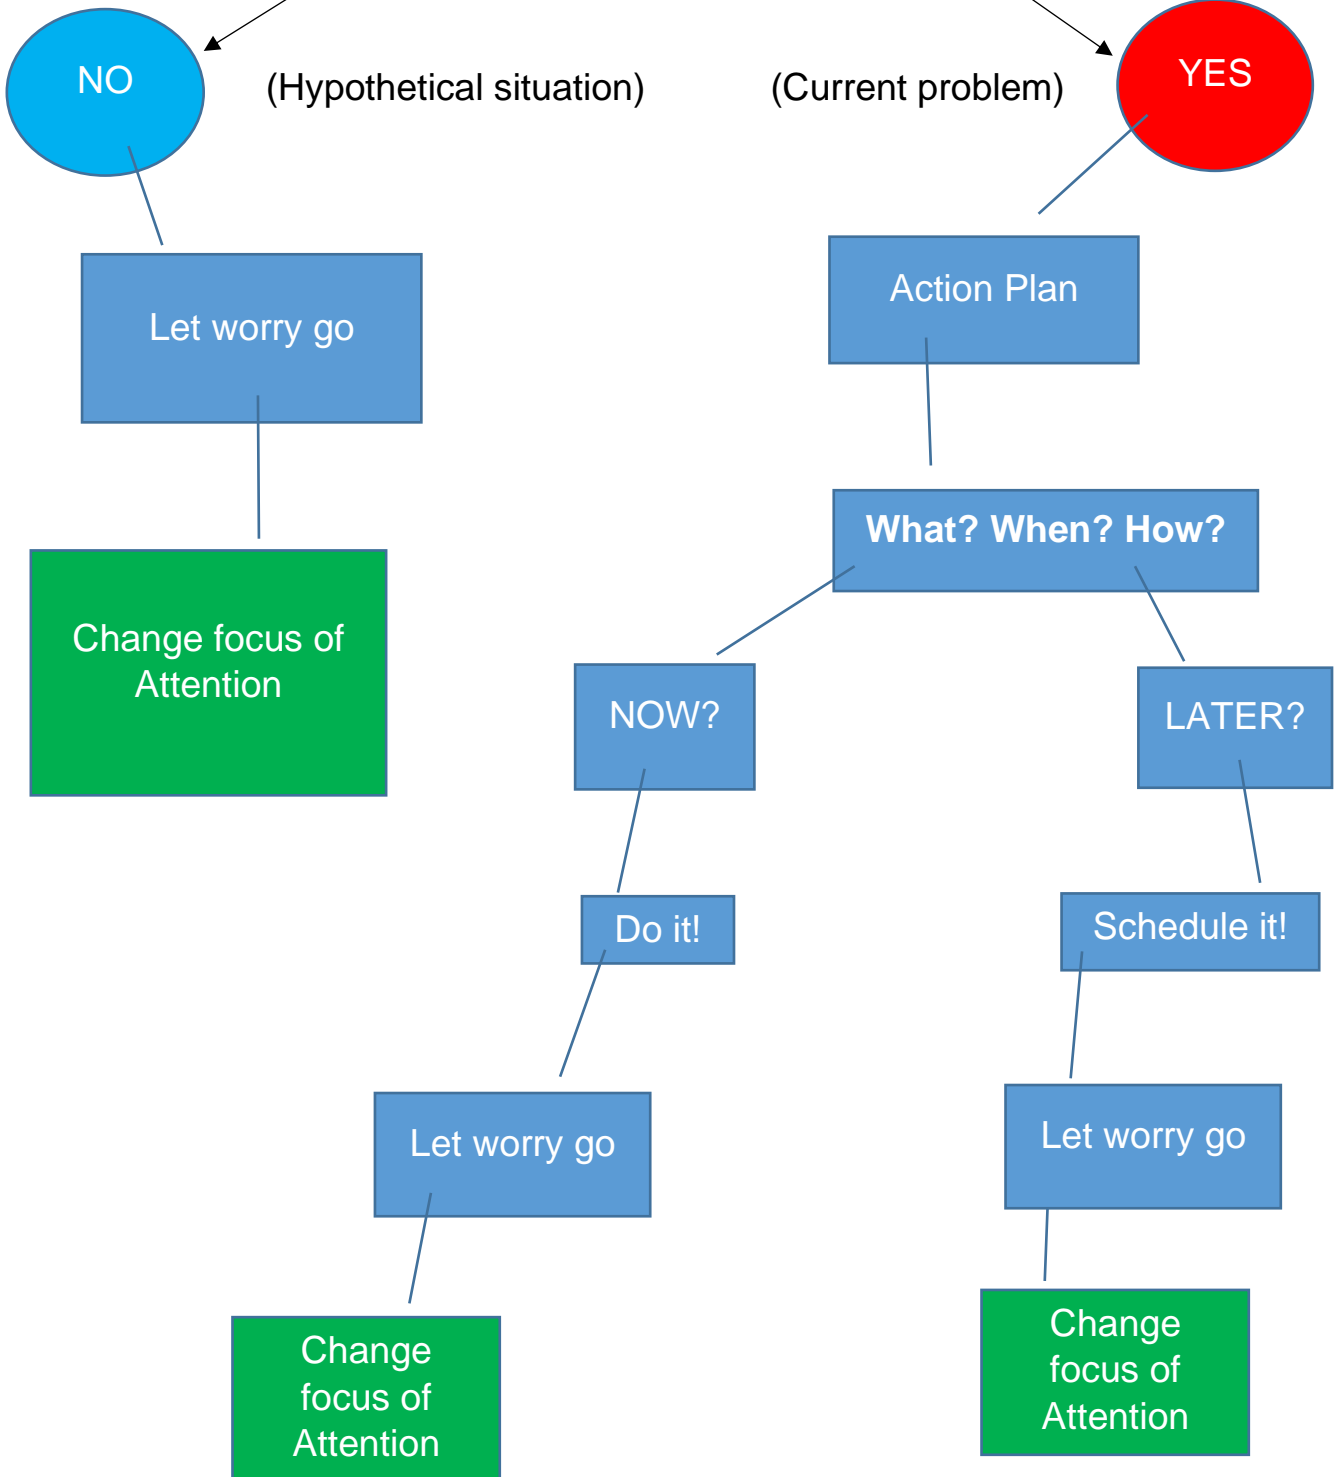 NO
(Hypothetical situation)
(Current problem)
YES
Let worry go
Action Plan
What? When? How?
Change focus of
Attention
NOW?
LATER?
Do it!
Schedule it!
Let worry go
Let worry go
Change
focus of
Attention
Change
focus of
Attention